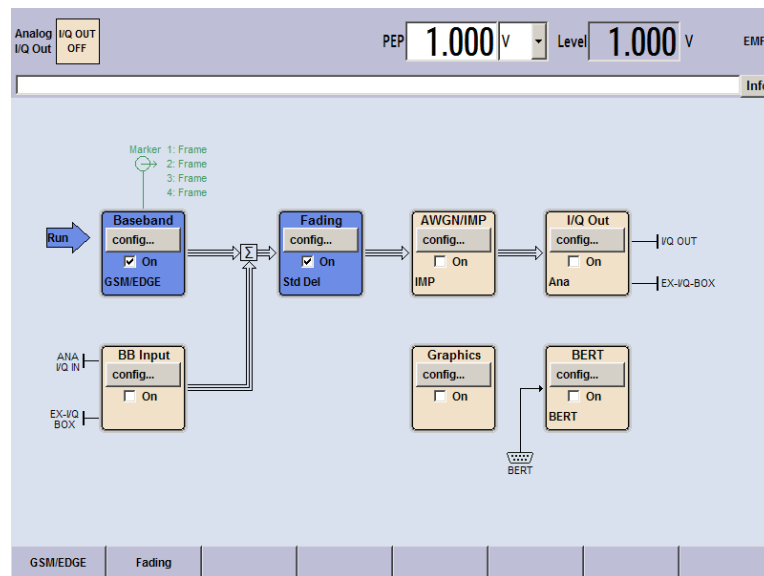 Analog I/Q Out
I/Q OUT OFF
PEP 1.000 V
Level 1.000 V
EMF
Info
Marker 1: Frame
2: Frame
3: Frame
4: Frame
Run
Baseband
config...
On
GSM/EDGE
Σ
Fading
config...
On
Std Del
AWGN/IMP
config...
On
IMP
I/Q Out
config...
On
Ana
I/Q OUT
EX-I/Q-BOX
ANA
I/Q IN
EX-I/Q
BOX
BB Input
config...
On
Graphics
config...
On
BERT
config...
On
BERT
BERT
GSM/EDGE
Fading